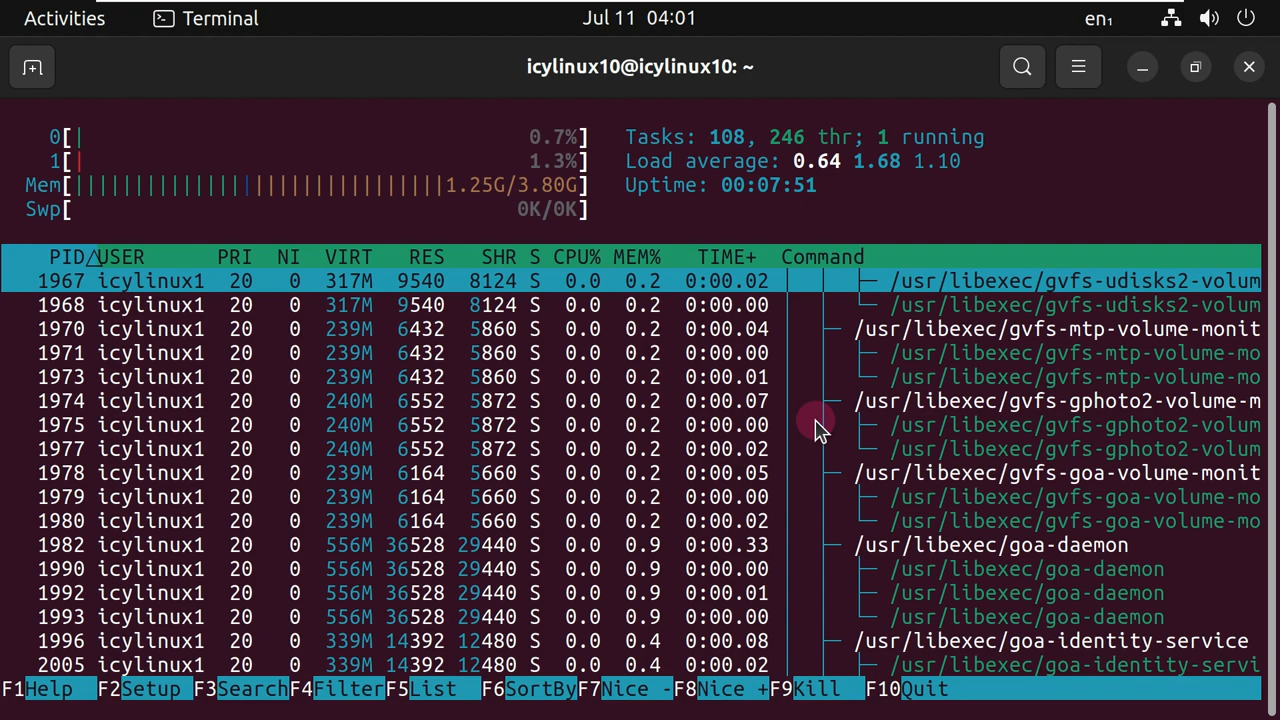 Activities Terminal Jul 11 04:01 en₁
icylinux10@icylinux10: ~
0[| 0.7%] Tasks: 108, 246 thr; 1 running
1[| 1.3%] Load average: 0.64 1.68 1.10
Mem[|||||||||||||||||||||||||||||||1.25G/3.80G] Uptime: 00:07:51
Swp[ 0K/0K]
PID△USER PRI NI VIRT RES SHR S CPU% MEM% TIME+ Command
1967 icylinux1 20 0 317M 9540 8124 S 0.0 0.2 0:00.02 │ │ ├─ /usr/libexec/gvfs-udisks2-volum
1968 icylinux1 20 0 317M 9540 8124 S 0.0 0.2 0:00.00 │ │ └─ /usr/libexec/gvfs-udisks2-volum
1970 icylinux1 20 0 239M 6432 5860 S 0.0 0.2 0:00.04 │ ├─ /usr/libexec/gvfs-mtp-volume-monit
1971 icylinux1 20 0 239M 6432 5860 S 0.0 0.2 0:00.00 │ │ ├─ /usr/libexec/gvfs-mtp-volume-mo
1973 icylinux1 20 0 239M 6432 5860 S 0.0 0.2 0:00.01 │ │ └─ /usr/libexec/gvfs-mtp-volume-mo
1974 icylinux1 20 0 240M 6552 5872 S 0.0 0.2 0:00.07 │ ├─ /usr/libexec/gvfs-gphoto2-volume-m
1975 icylinux1 20 0 240M 6552 5872 S 0.0 0.2 0:00.00 │ │ ├─ /usr/libexec/gvfs-gphoto2-volum
1977 icylinux1 20 0 240M 6552 5872 S 0.0 0.2 0:00.02 │ │ └─ /usr/libexec/gvfs-gphoto2-volum
1978 icylinux1 20 0 239M 6164 5660 S 0.0 0.2 0:00.05 │ ├─ /usr/libexec/gvfs-goa-volume-monit
1979 icylinux1 20 0 239M 6164 5660 S 0.0 0.2 0:00.00 │ │ ├─ /usr/libexec/gvfs-goa-volume-mo
1980 icylinux1 20 0 239M 6164 5660 S 0.0 0.2 0:00.02 │ │ └─ /usr/libexec/gvfs-goa-volume-mo
1982 icylinux1 20 0 556M 36528 29440 S 0.0 0.9 0:00.33 │ ├─ /usr/libexec/goa-daemon
1990 icylinux1 20 0 556M 36528 29440 S 0.0 0.9 0:00.00 │ │ ├─ /usr/libexec/goa-daemon
1992 icylinux1 20 0 556M 36528 29440 S 0.0 0.9 0:00.01 │ │ ├─ /usr/libexec/goa-daemon
1993 icylinux1 20 0 556M 36528 29440 S 0.0 0.9 0:00.00 │ │ └─ /usr/libexec/goa-daemon
1996 icylinux1 20 0 339M 14392 12480 S 0.0 0.4 0:00.08 │ ├─ /usr/libexec/goa-identity-service
2005 icylinux1 20 0 339M 14392 12480 S 0.0 0.4 0:00.02 │ │ ├─ /usr/libexec/goa-identity-servi
F1Help F2Setup F3SearchF4FilterF5List F6SortByF7Nice -F8Nice +F9Kill F10Quit